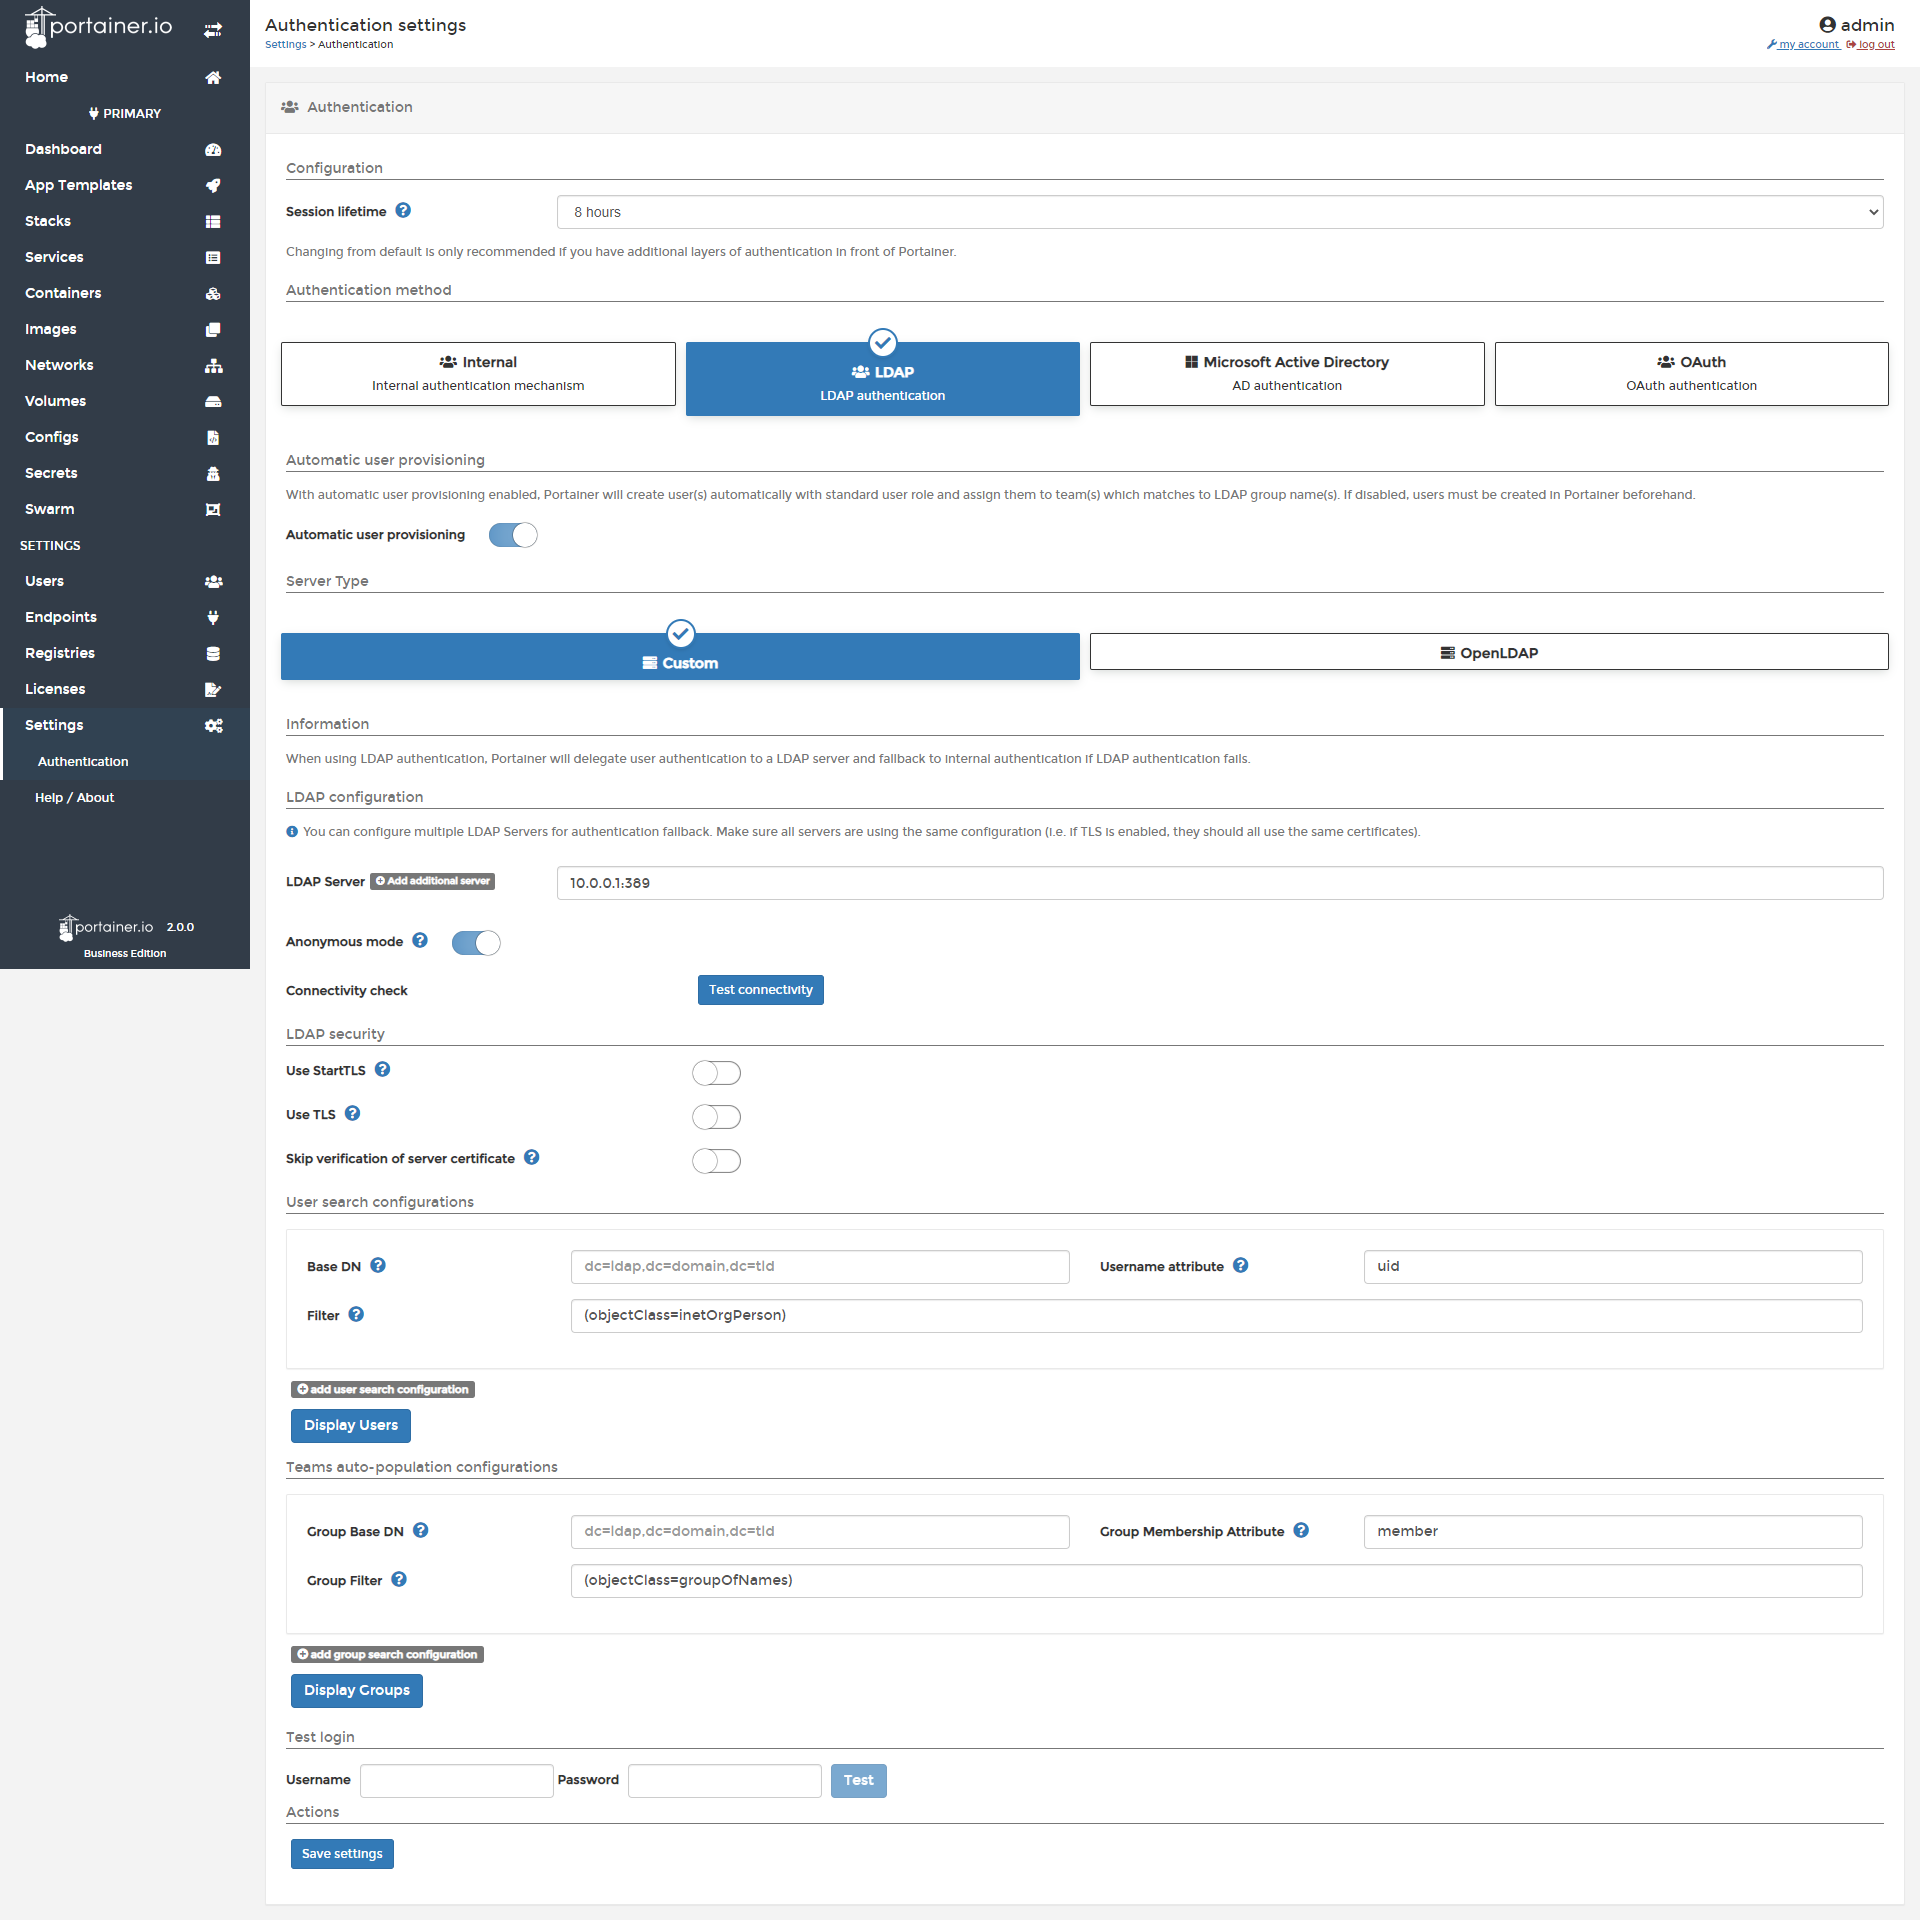 portainer.io
Home
PRIMARY
Dashboard
App Templates
Stacks
Services
Containers
Images
Networks
Volumes
Configs
Secrets
Swarm
SETTINGS
Users
Endpoints
Registries
Licenses
Settings
Authentication
Help / About
portainer.io 2.0.0
Business Edition
Authentication settings
Settings > Authentication
admin
my account log out
Authentication
Configuration
Session lifetime 8 hours
Changing from default is only recommended if you have additional layers of authentication in front of Portainer.
Authentication method
Internal
Internal authentication mechanism
LDAP
LDAP authentication
Microsoft Active Directory
AD authentication
OAuth
OAuth authentication
Automatic user provisioning
With automatic user provisioning enabled, Portainer will create user(s) automatically with standard user role and assign them to team(s) which matches to LDAP group name(s). If disabled, users must be created in Portainer beforehand.
Automatic user provisioning
Server Type
Custom
OpenLDAP
Information
When using LDAP authentication, Portainer will delegate user authentication to a LDAP server and fallback to internal authentication if LDAP authentication fails.
LDAP configuration
You can configure multiple LDAP Servers for authentication fallback. Make sure all servers are using the same configuration (i.e. if TLS is enabled, they should all use the same certificates).
LDAP Server Add additional server 10.0.0.1:389
Anonymous mode
Connectivity check Test connectivity
LDAP security
Use StartTLS
Use TLS
Skip verification of server certificate
User search configurations
Base DN dc=ldap,dc=domain,dc=tld Username attribute uid
Filter (objectClass=inetOrgPerson)
add user search configuration
Display Users
Teams auto-population configurations
Group Base DN dc=ldap,dc=domain,dc=tld Group Membership Attribute member
Group Filter (objectClass=groupOfNames)
add group search configuration
Display Groups
Test login
Username Password Test
Actions
Save settings